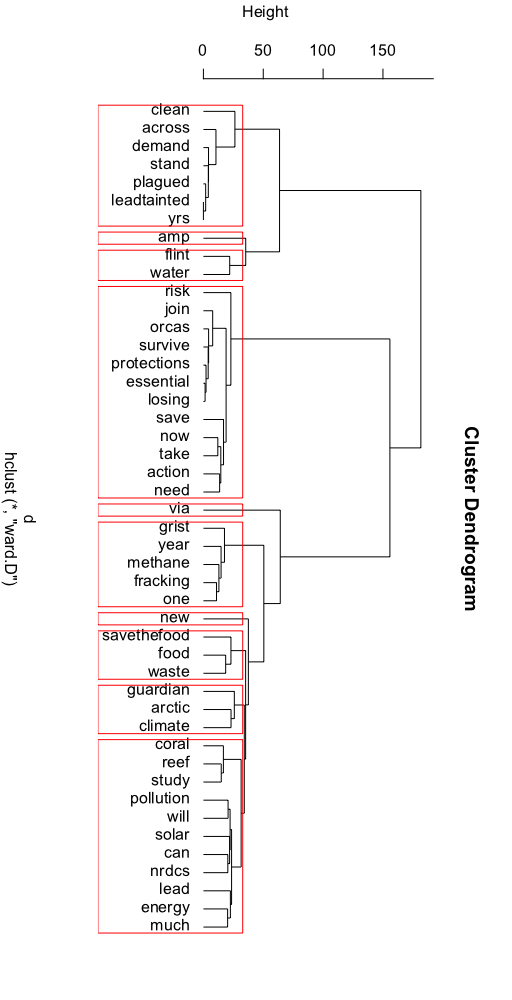 Height
0 50 100 150
clean
across
demand
stand
plagued
leadtainted
yrs
amp
flint
water
risk
join
orcas
survive
protections
essential
losing
save
now
take
action
need
via
grist
year
methane
fracking
one
new
savethefood
food
waste
guardian
arctic
climate
coral
reef
study
pollution
will
solar
can
nrdcs
lead
energy
much
Cluster Dendrogram
d
hclust (*, "ward.D")